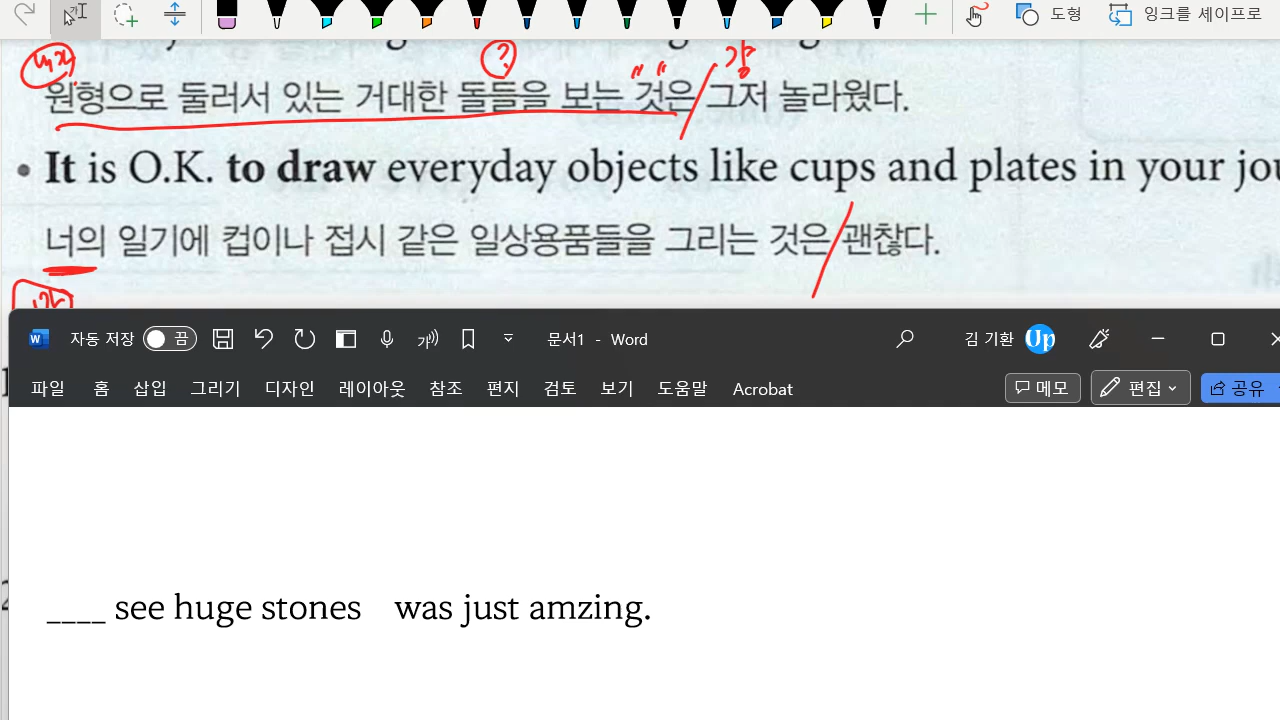 도형 잉크를 셰이프로
? " " 강
원형으로 둘러서 있는 거대한 돌들을 보는 것은 그저 놀라웠다.
• It is O.K. to draw everyday objects like cups and plates in your jou
너의 일기에 컵이나 접시 같은 일상용품들을 그리는 것은 괜찮다.
자동 저장 끔 문서1 - Word 김 기환 Up
파일 홈 삽입 그리기 디자인 레이아웃 참조 편지 검토 보기 도움말 Acrobat 메모 편집 공유
____ see huge stones was just amzing.